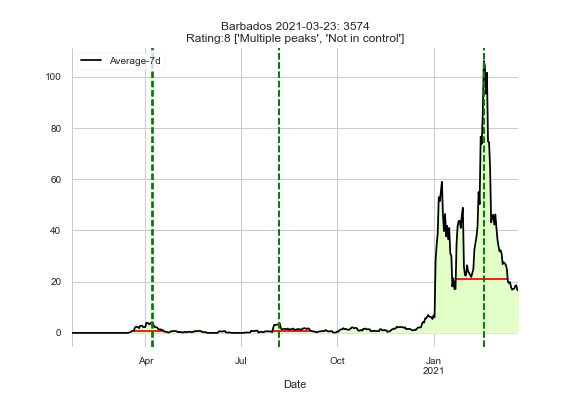 Barbados 2021-03-23: 3574
Rating:8 ['Multiple peaks', 'Not in control']
Average-7d
100
80
60
40
20
0
Apr
Jul
Oct
Jan
2021
Date